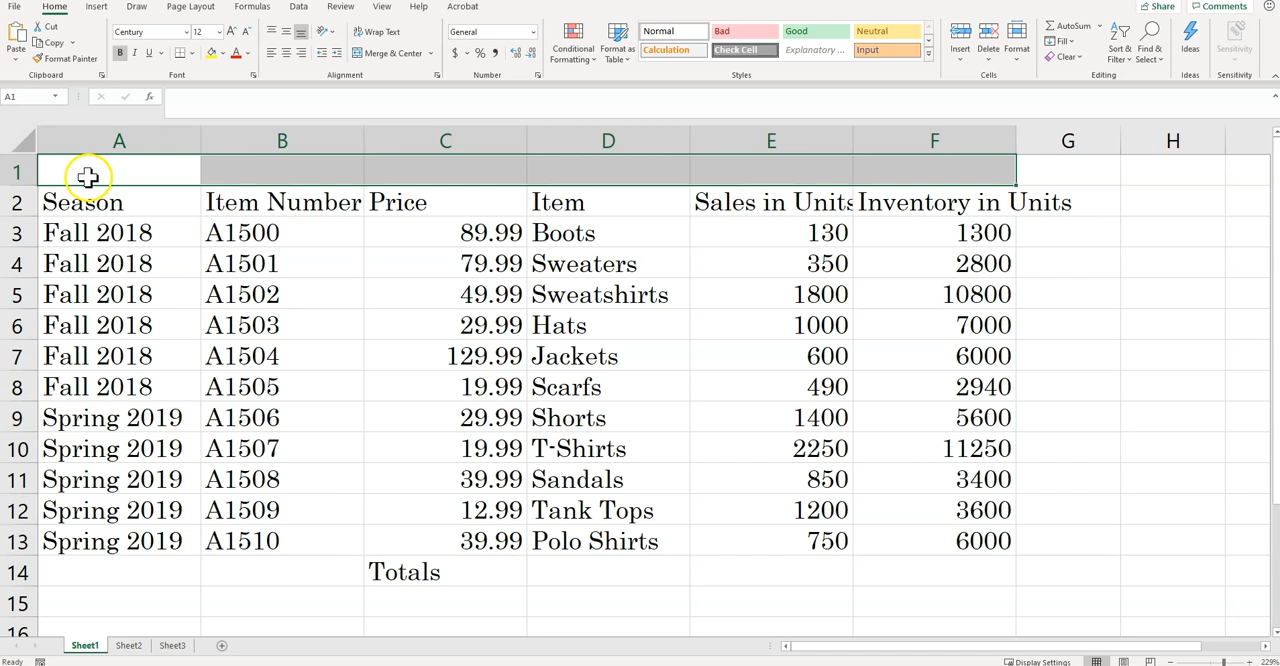 File Home Insert Draw Page Layout Formulas Data Review View Help Acrobat Share Comments
Cut Century 12 Wrap Text General Normal Bad Good Neutral AutoSum
Copy Fill
Paste Format Painter B I U Merge & Center $ % Conditional Formatting Format as Table Calculation Check Cell Explanatory ... Input Insert Delete Format Clear Sort & Filter Find & Select Ideas Sensitivity
Clipboard Font Alignment Number Styles Cells Editing Ideas Sensitivity
A1 fx
A B C D E F G H
1
2 Season Item Number Price Item Sales in Units Inventory in Units
3 Fall 2018 A1500 89.99 Boots 130 1300
4 Fall 2018 A1501 79.99 Sweaters 350 2800
5 Fall 2018 A1502 49.99 Sweatshirts 1800 10800
6 Fall 2018 A1503 29.99 Hats 1000 7000
7 Fall 2018 A1504 129.99 Jackets 600 6000
8 Fall 2018 A1505 19.99 Scarfs 490 2940
9 Spring 2019 A1506 29.99 Shorts 1400 5600
10 Spring 2019 A1507 19.99 T-Shirts 2250 11250
11 Spring 2019 A1508 39.99 Sandals 850 3400
12 Spring 2019 A1509 12.99 Tank Tops 1200 3600
13 Spring 2019 A1510 39.99 Polo Shirts 750 6000
14 Totals
15
16
Sheet1 Sheet2 Sheet3
Ready Display Settings 229%